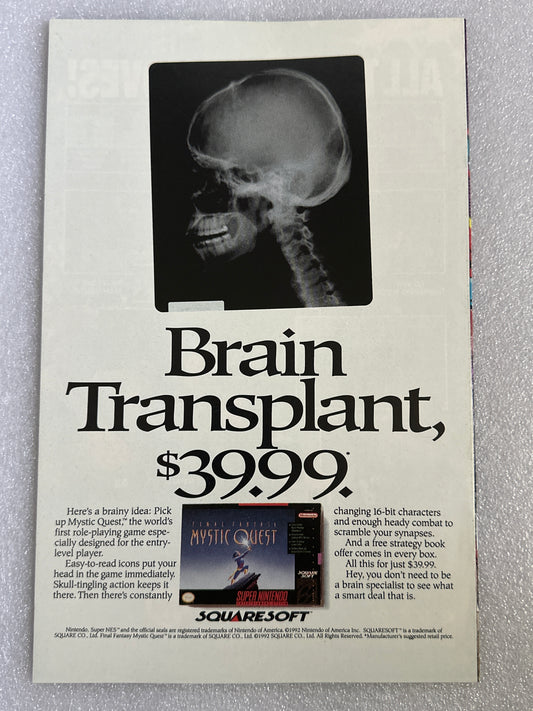 Brain
Transplant,
$39.99.*
Here's a brainy idea: Pick
up Mystic Quest,™ the world's
first role-playing game espe-
cially designed for the entry-
level player.
Easy-to-read icons put your
head in the game immediately.
Skull-tingling action keeps it
there. Then there's constantly
FINAL FANTASY
MYSTIC QUEST
Nintendo
SQUARE
SOFT
SUPER NINTENDO
changing 16-bit characters
and enough heady combat to
scramble your synapses.
And a free strategy book
offer comes in every box.
All this for just $39.99.
Hey, you don't need to be
a brain specialist to see what
a smart deal that is.
SQUARESOFT™
Nintendo, Super NES™ and the official seals are registered trademarks of Nintendo of America. ©1992 Nintendo of America Inc. SQUARESOFT™ is a trademark of
SQUARE CO., Ltd. Final Fantasy Mystic Quest™ is a trademark of SQUARE CO., Ltd. ©1992 SQUARE CO., Ltd. All Rights Reserved. *Manufacturer's suggested retail price.